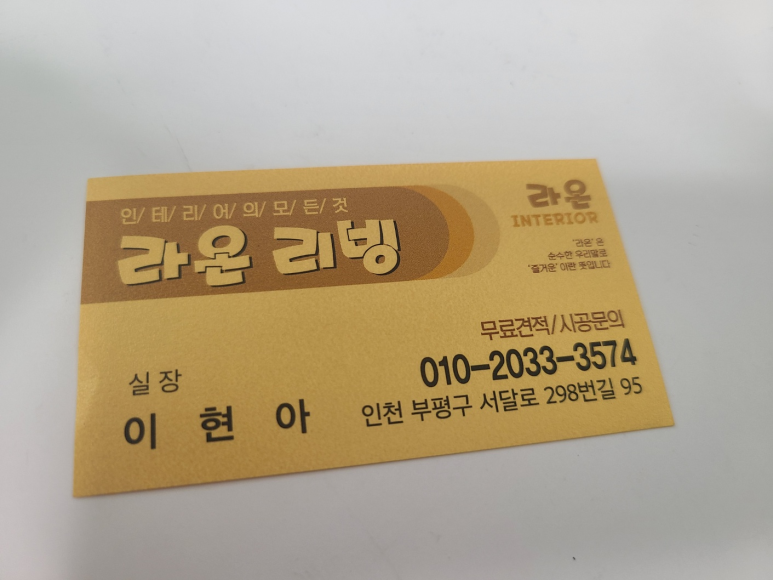 인/ 테/ 리/ 어/ 의/ 모/ 든/ 것
라온 리빙
라온
INTERIOR
'라온' 은
순수한 우리말로
'즐거운' 이란 뜻입니다
무료견적/시공문의
010-2033-3574
인천 부평구 서달로 298번길 95
실장
이 현 아